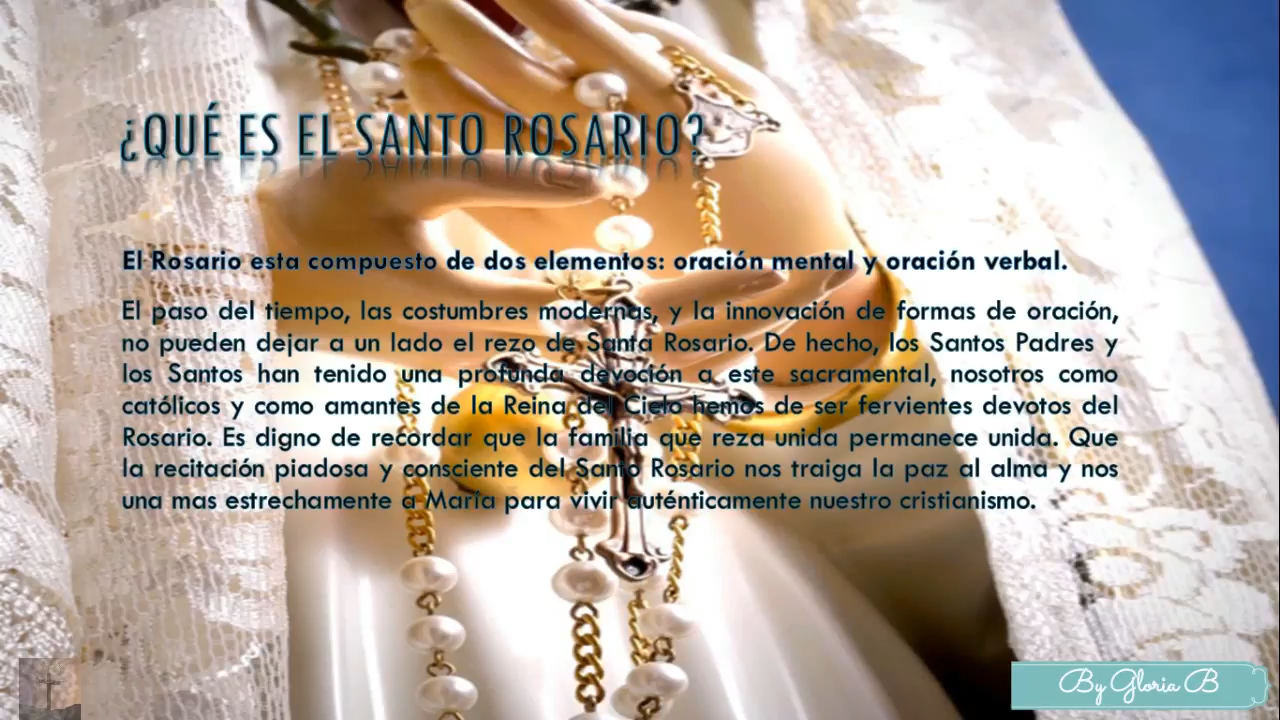 ¿QUÉ ES EL SANTO ROSARIO?
El Rosario esta compuesto de dos elementos: oración mental y oración verbal.
El paso del tiempo, las costumbres modernas, y la innovación de formas de oración,
no pueden dejar a un lado el rezo de Santa Rosario. De hecho, los Santos Padres y
los Santos han tenido una profunda devoción a este sacramental, nosotros como
católicos y como amantes de la Reina del Cielo hemos de ser fervientes devotos del
Rosario. Es digno de recordar que la familia que reza unida permanece unida. Que
la recitación piadosa y consciente del Santo Rosario nos traiga la paz al alma y nos
una mas estrechamente a María para vivir auténticamente nuestro cristianismo.
By Gloria B